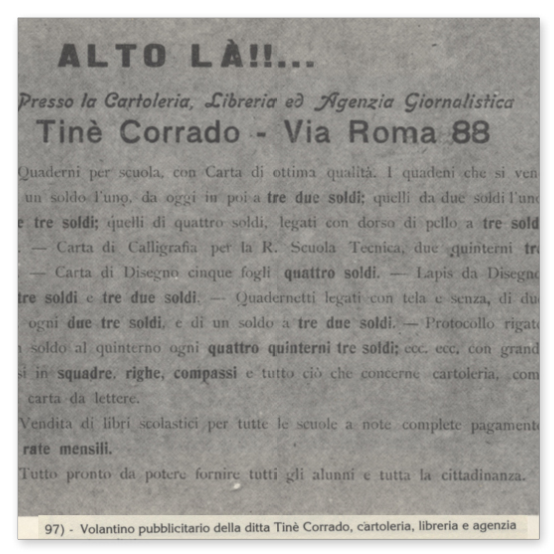 ALTO LÀ!!...
Presso la Cartoleria, Libreria ed Agenzia Giornalistica
Tinè Corrado - Via Roma 88
Quaderni per scuola, con Carta di ottima qualità. I quadeni che si ven
un soldo l'uno, da oggi in poi a tre due soldi; quelli da due soldi l'uno
e tre soldi; quelli di quattro soldi, legati con dorso di pello a tre sold
. — Carta di Calligrafia per la R. Scuola Tecnica, due quinterni tre
. — Carta di Disegno cinque fogli quattro soldi. — Lapis da Disegno
tre soldi e tre due soldi. — Quadernetti legati con tela e senza, di du
ogni due tre soldi, e di un soldo a tre due soldi. — Protocollo rigato
soldo al quinterno ogni quattro quinterni tre soldi; ecc. ecc. con grand
si in squadre, righe, compassi e tutto ciò che concerne cartoleria, com
carta da lettere.
Vendita di libri scolastici per tutte le scuole a note complete pagamento
rate mensili.
Tutto pronto da potere fornire tutti gli alunni e tutta la cittadinanza.
97) - Volantino pubblicitario della ditta Tinè Corrado, cartoleria, libreria e agenzia